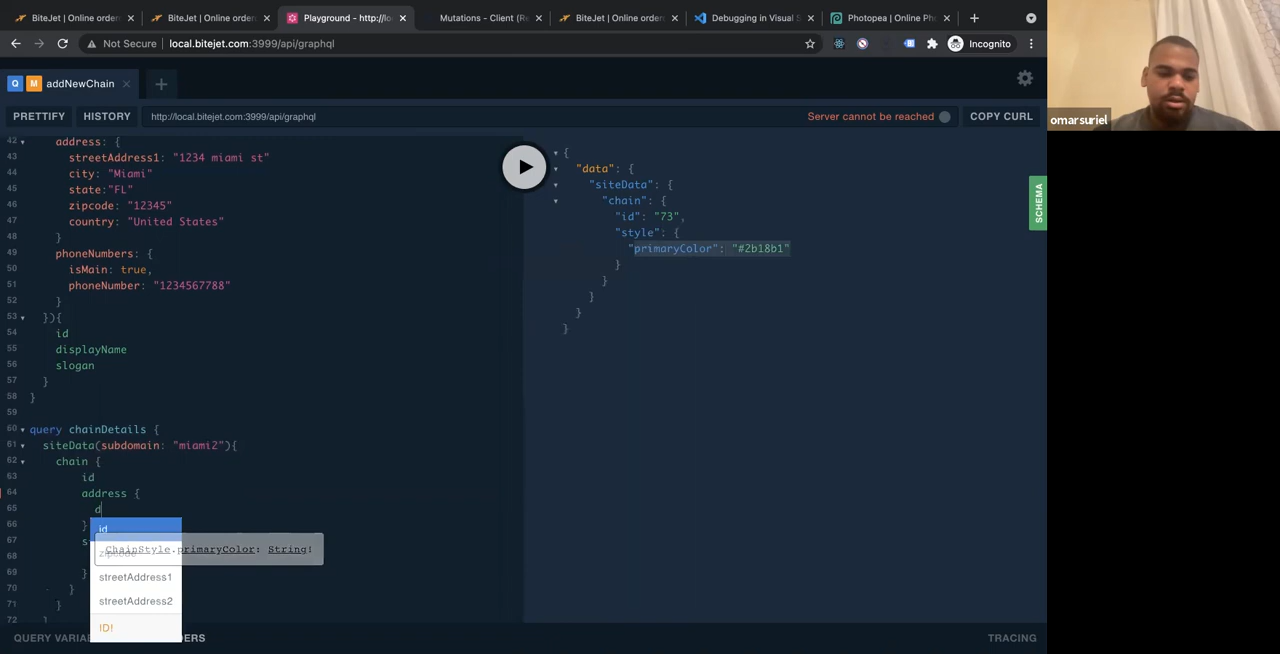 BiteJet | Online order
BiteJet | Online order
Playground - http://lo
Mutations - Client (R
BiteJet | Online order
Debugging in Visual S
Photopea | Online Ph
Not Secure
local.bitejet.com:3999/api/graphql
Incognito
Q M addNewChain
PRETTIFY
HISTORY
http://local.bitejet.com:3999/api/graphql
Server cannot be reached
COPY CURL
omarsuriel
42 address: {
43 streetAddress1: "1234 miami st"
44 city: "Miami"
45 state:"FL"
46 zipcode: "12345"
47 country: "United States"
48 }
49 phoneNumbers: {
50 isMain: true,
51 phoneNumber: "1234567788"
52 }
53 }){
54 id
55 displayName
56 slogan
57 }
58 }
59
60 query chainDetails {
61 siteData(subdomain: "miami2"){
62 chain {
63 id
64 address {
65 d
66 }
67 s
68
69 }
70 }
71 }
72 }
id
zipcode
ChainStyle.primaryColor: String!
streetAddress1
streetAddress2
ID!
{
"data": {
"siteData": {
"chain": {
"id": "73",
"style": {
"primaryColor": "#2b18b1"
}
}
}
}
}
SCHEMA
QUERY VARIA
DERS
TRACING